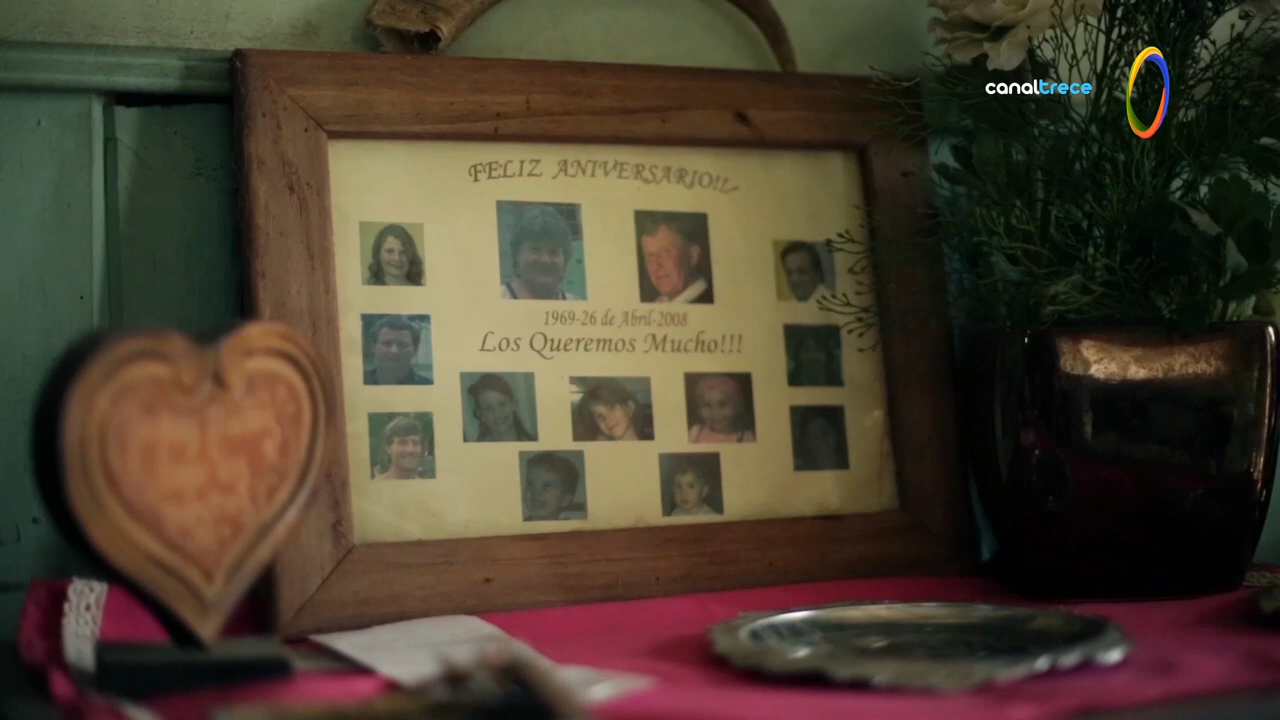 canaltrece
FELIZ ANIVERSARIO!!!
1969-26 de Abril-2008
Los Queremos Mucho!!!